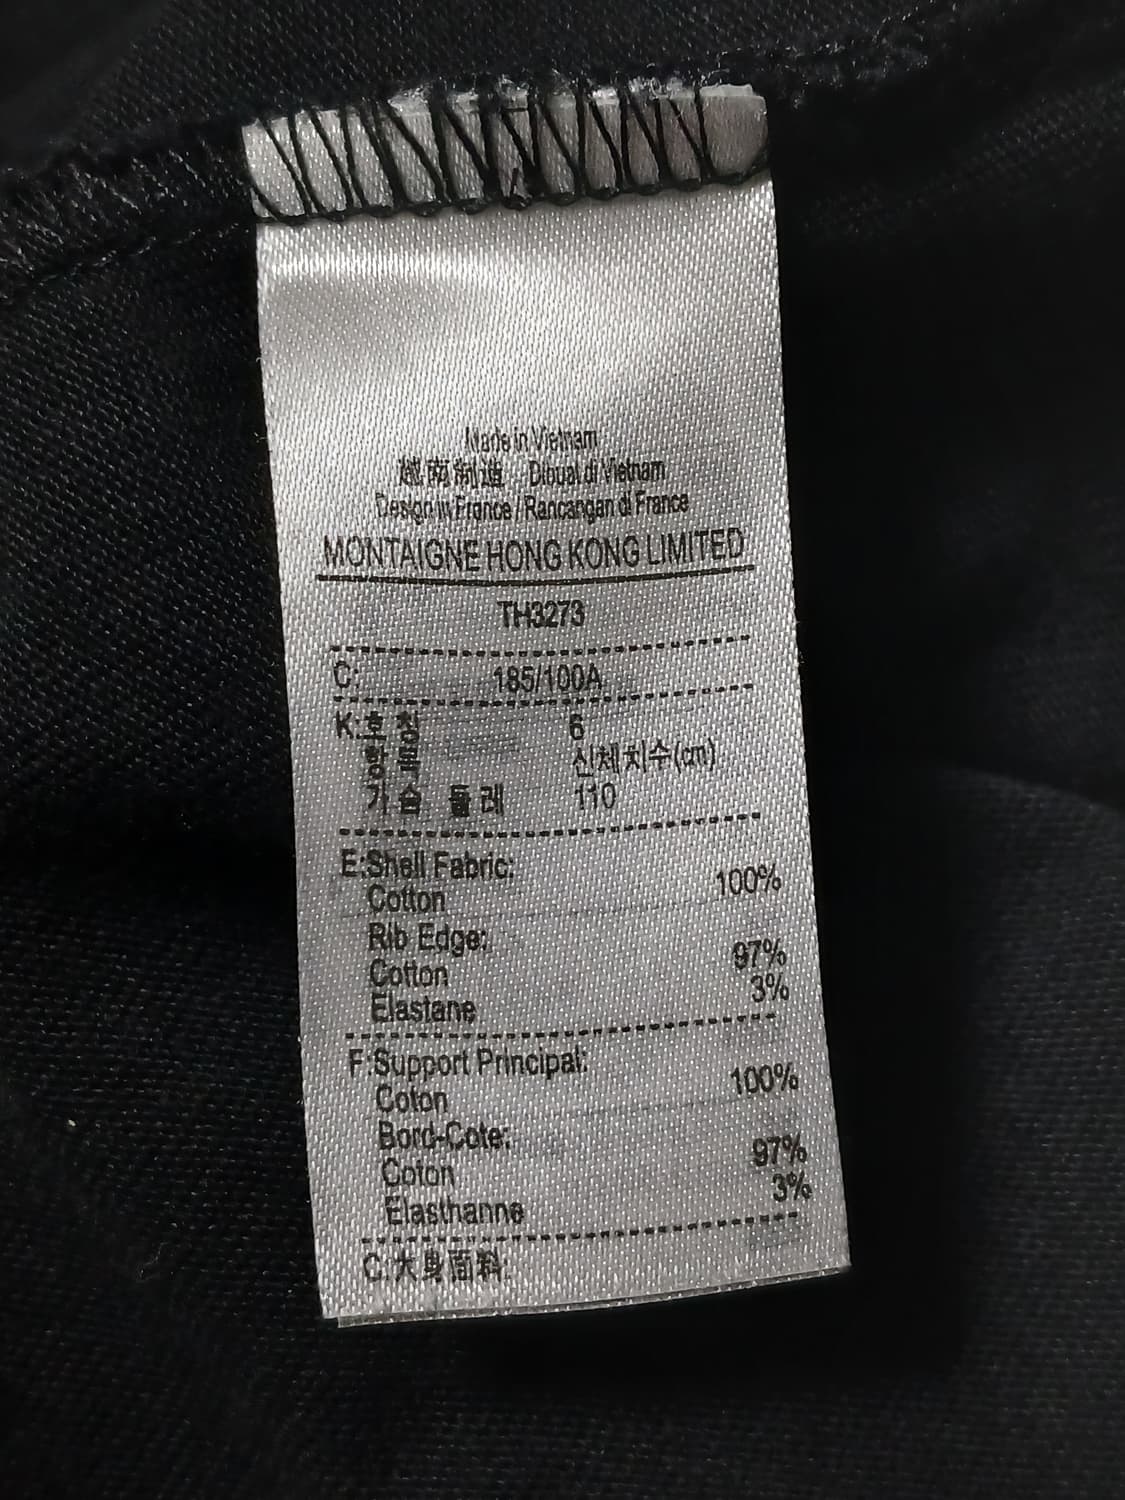 Made in Vietnam
越南制造 Dibuat di Vietnam
Design in France / Rancangan di France
MONTAIGNE HONG KONG LIMITED
TH3273
C: 185/100A
K: 호 칭 6
항 목 신체치수(cm)
가 슴 둘 레 110
E:Shell Fabric:
Cotton 100%
Rib Edge:
Cotton 97%
Elastane 3%
F:Support Principal:
Coton 100%
Bord-Cote:
Coton 97%
Elasthanne 3%
C:大身面料: